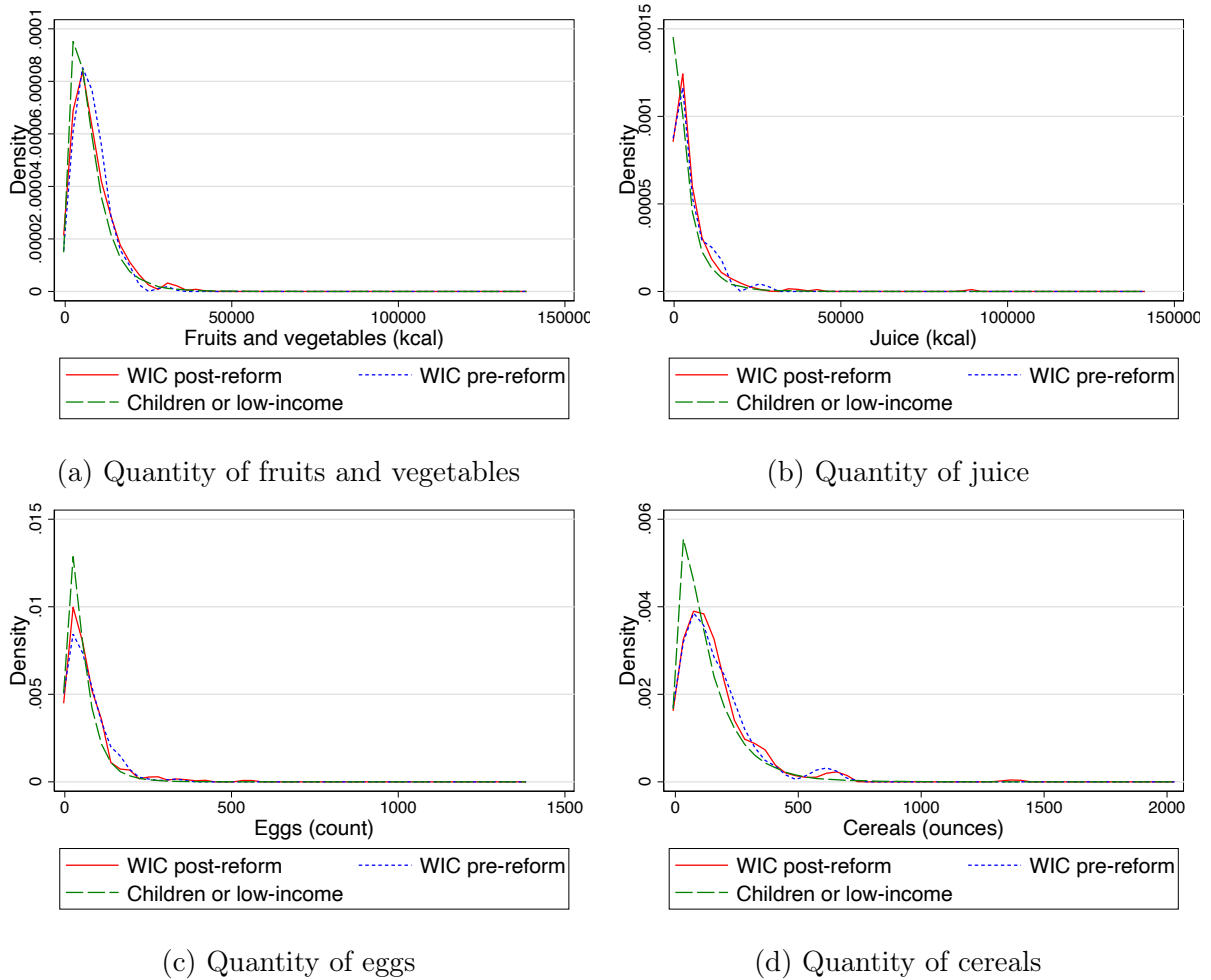 Density
0 .00002 .00004 .00006 .00008 .0001
0 50000 100000 150000
Fruits and vegetables (kcal)
WIC post-reform WIC pre-reform
Children or low-income
(a) Quantity of fruits and vegetables
Density
0 .00005 .0001 .00015
0 50000 100000 150000
Juice (kcal)
WIC post-reform WIC pre-reform
Children or low-income
(b) Quantity of juice
Density
0 .005 .01 .015
0 500 1000 1500
Eggs (count)
WIC post-reform WIC pre-reform
Children or low-income
(c) Quantity of eggs
Density
0 .002 .004 .006
0 500 1000 1500 2000
Cereals (ounces)
WIC post-reform WIC pre-reform
Children or low-income
(d) Quantity of cereals